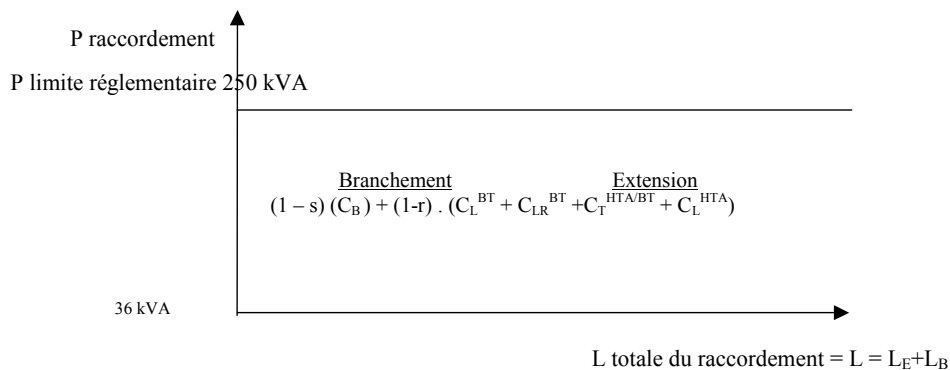 P raccordement
P limite réglementaire 250 kVA
Branchement Extension
(1 – s) (C_B ) + (1-r) . (C_L^BT + C_LR^BT +C_T^HTA/BT + C_L^HTA)
36 kVA
L totale du raccordement = L = L_E+L_B